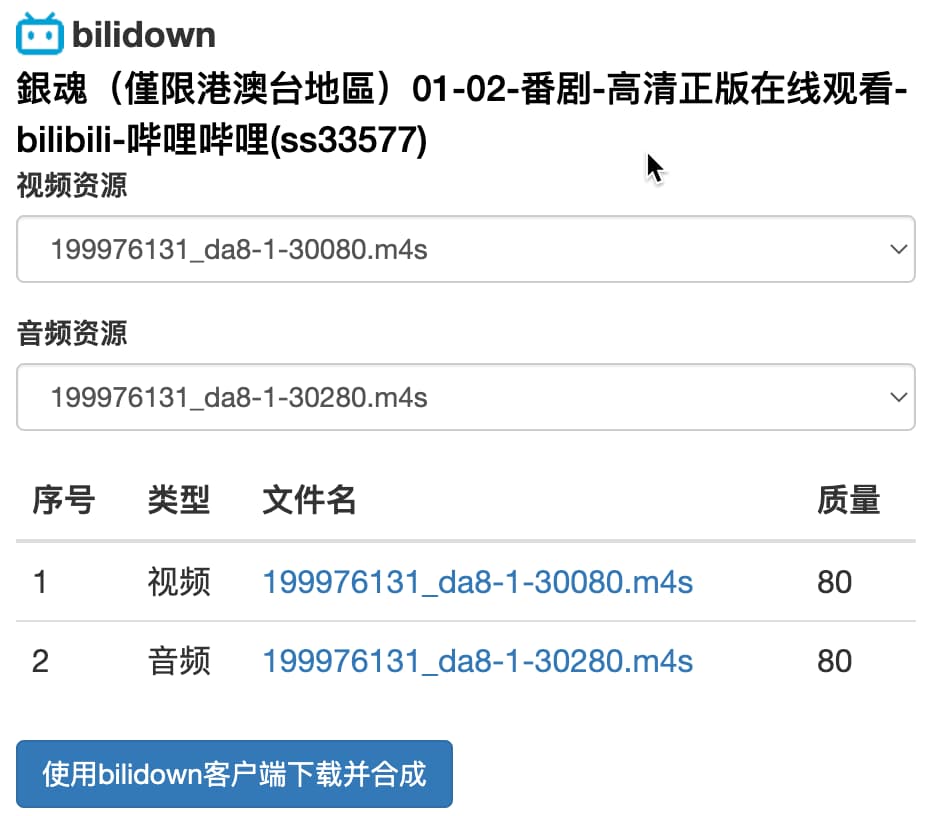 bilidown
銀魂（僅限港澳台地區）01-02-番剧-高清正版在线观看-
bilibili-哔哩哔哩(ss33577)
视频资源
199976131_da8-1-30080.m4s
音频资源
199976131_da8-1-30280.m4s
序号 类型 文件名 质量
1 视频 199976131_da8-1-30080.m4s 80
2 音频 199976131_da8-1-30280.m4s 80
使用bilidown客户端下载并合成